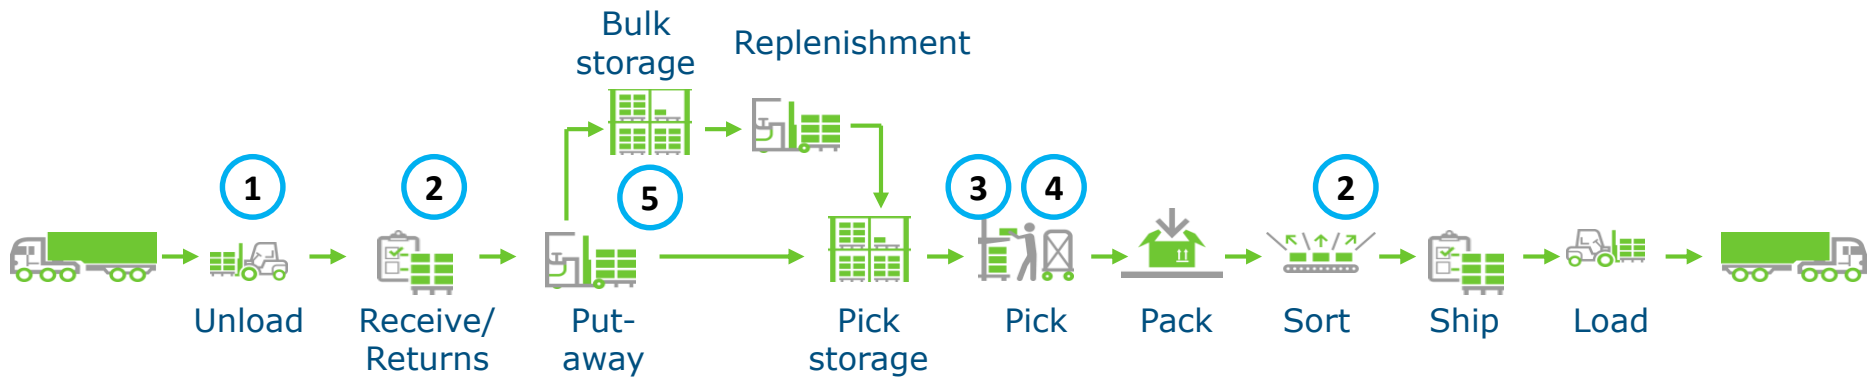 Bulk
storage
Replenishment
1
2
5
3
4
2
Unload
Receive/
Returns
Put-
away
Pick
storage
Pick
Pack
Sort
Ship
Load